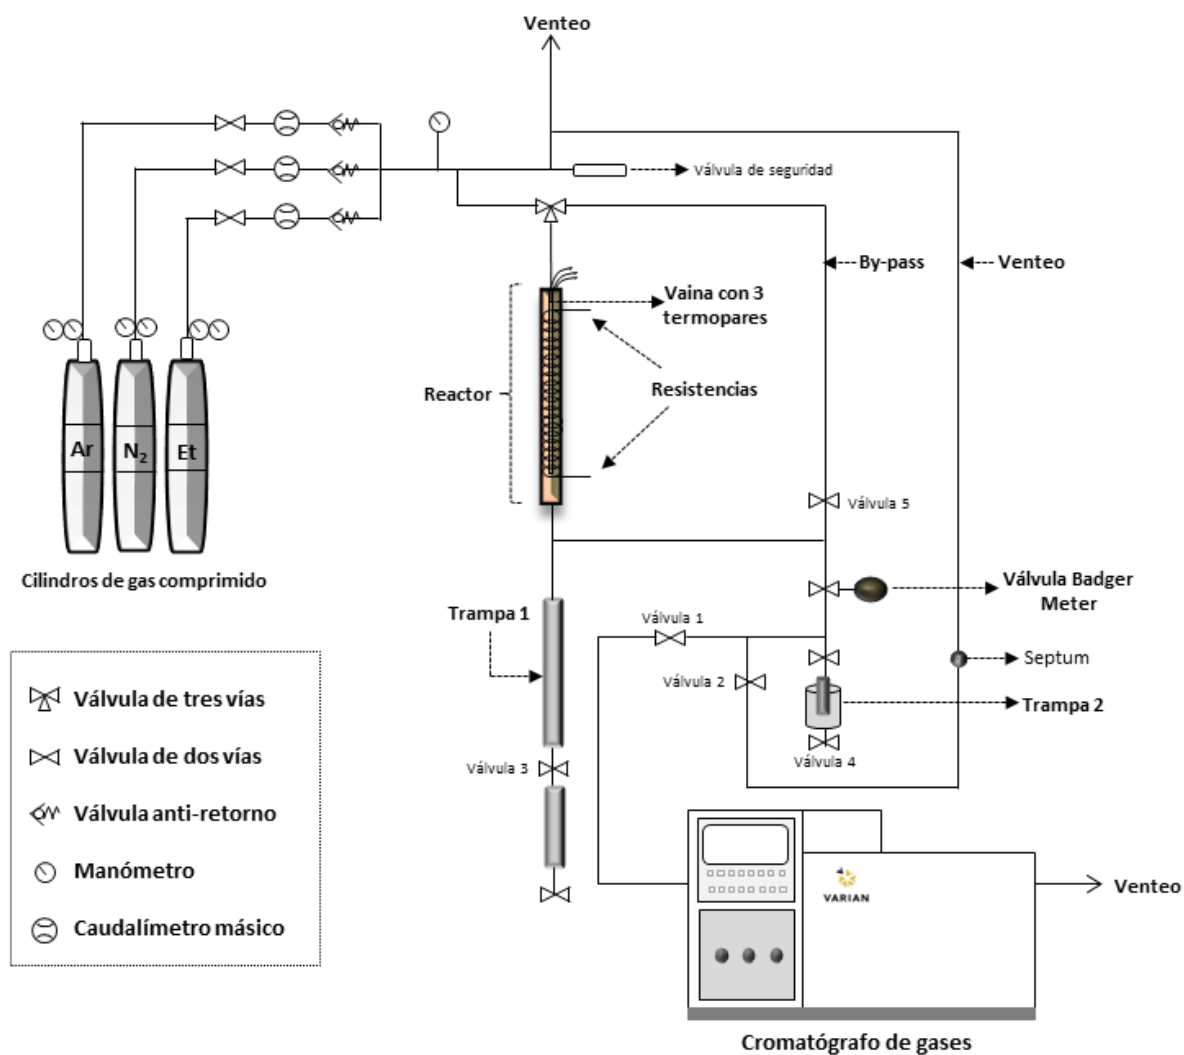 Venteo
Válvula de seguridad
By-pass
Venteo
Vaina con 3
termopares
Reactor
Resistencias
Ar
N₂
Et
Válvula 5
Cilindros de gas comprimido
Válvula Badger
Meter
Trampa 1
Válvula 1
Septum
Válvula 2
Trampa 2
Válvula de tres vías
Válvula de dos vías
Válvula anti-retorno
Manómetro
Caudalímetro másico
Válvula 3
Válvula 4
VARIAN
Venteo
Cromatógrafo de gases